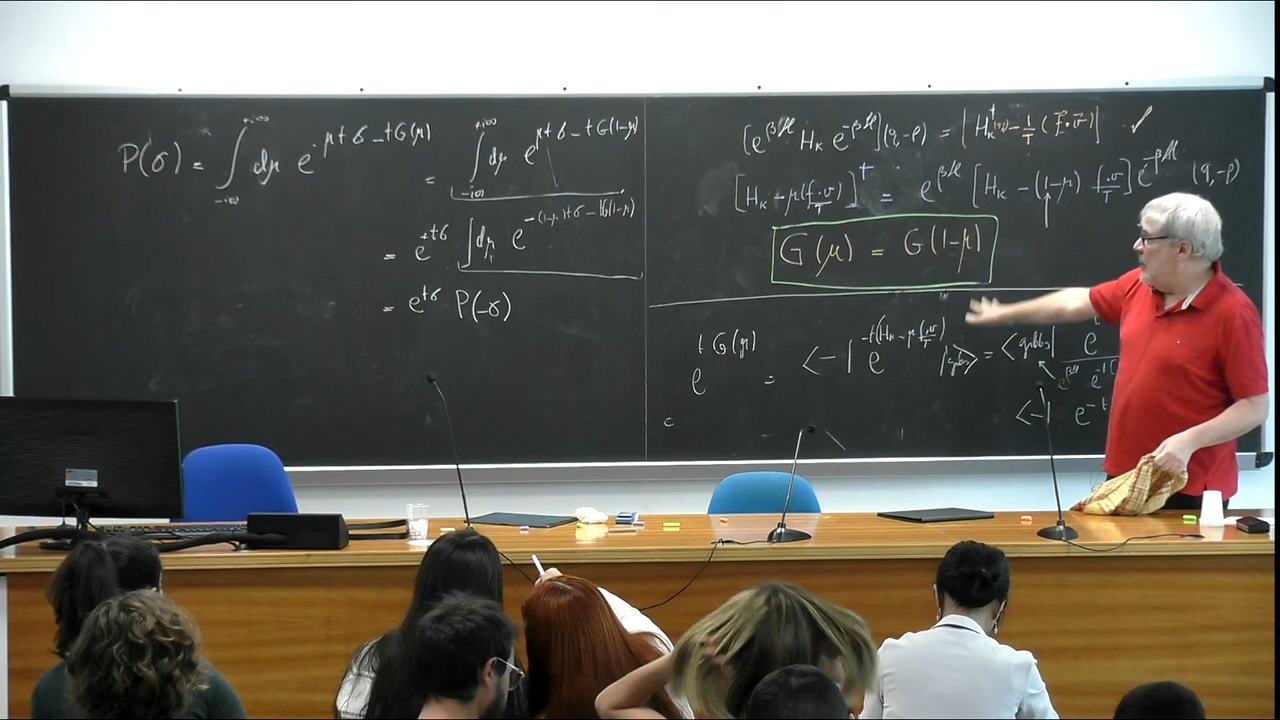 P(σ) = ∫_{-i∞}^{+i∞} dμ e^{μtσ - tG(μ)} = ∫_{-i∞}^{+i∞} dμ e^{μtσ - tG(1-μ)}
= e^{tσ} ∫ dμ e^{-(1-μ)tσ - tG(1-μ)}
= e^{tσ} P(-σ)
[e^{βℋ} H_K e^{-βℋ}](q,-p) = [H_K^†(q) - 1/T (f·v)] ✓
[H_K - μ(f·v/T)]^† = e^{βℋ} [H_K - (1-μ) f·v/T] e^{-βℋ} (q,-p)
G(μ) = G(1-μ)
e^{tG(μ)} = <-| e^{-t(H_K - μ f·v/T)} |gibbs> = <gibbs|
e^{βℋ}
<-| e^{-t